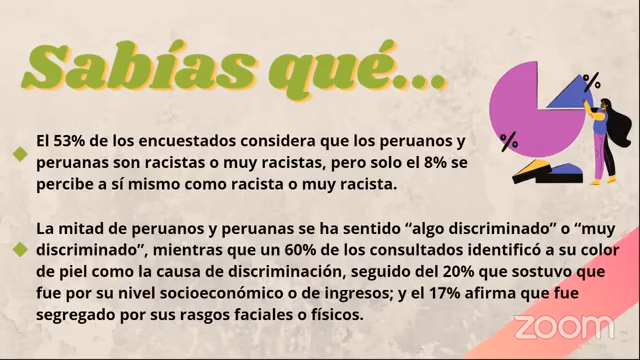 Sabías qué...
%
%
El 53% de los encuestados considera que los peruanos y
peruanas son racistas o muy racistas, pero solo el 8% se
percibe a sí mismo como racista o muy racista.
La mitad de peruanos y peruanas se ha sentido “algo discriminado” o “muy
discriminado”, mientras que un 60% de los consultados identificó a su color
de piel como la causa de discriminación, seguido del 20% que sostuvo que
fue por su nivel socioeconómico o de ingresos; y el 17% afirma que fue
segregado por sus rasgos faciales o físicos.
zoom